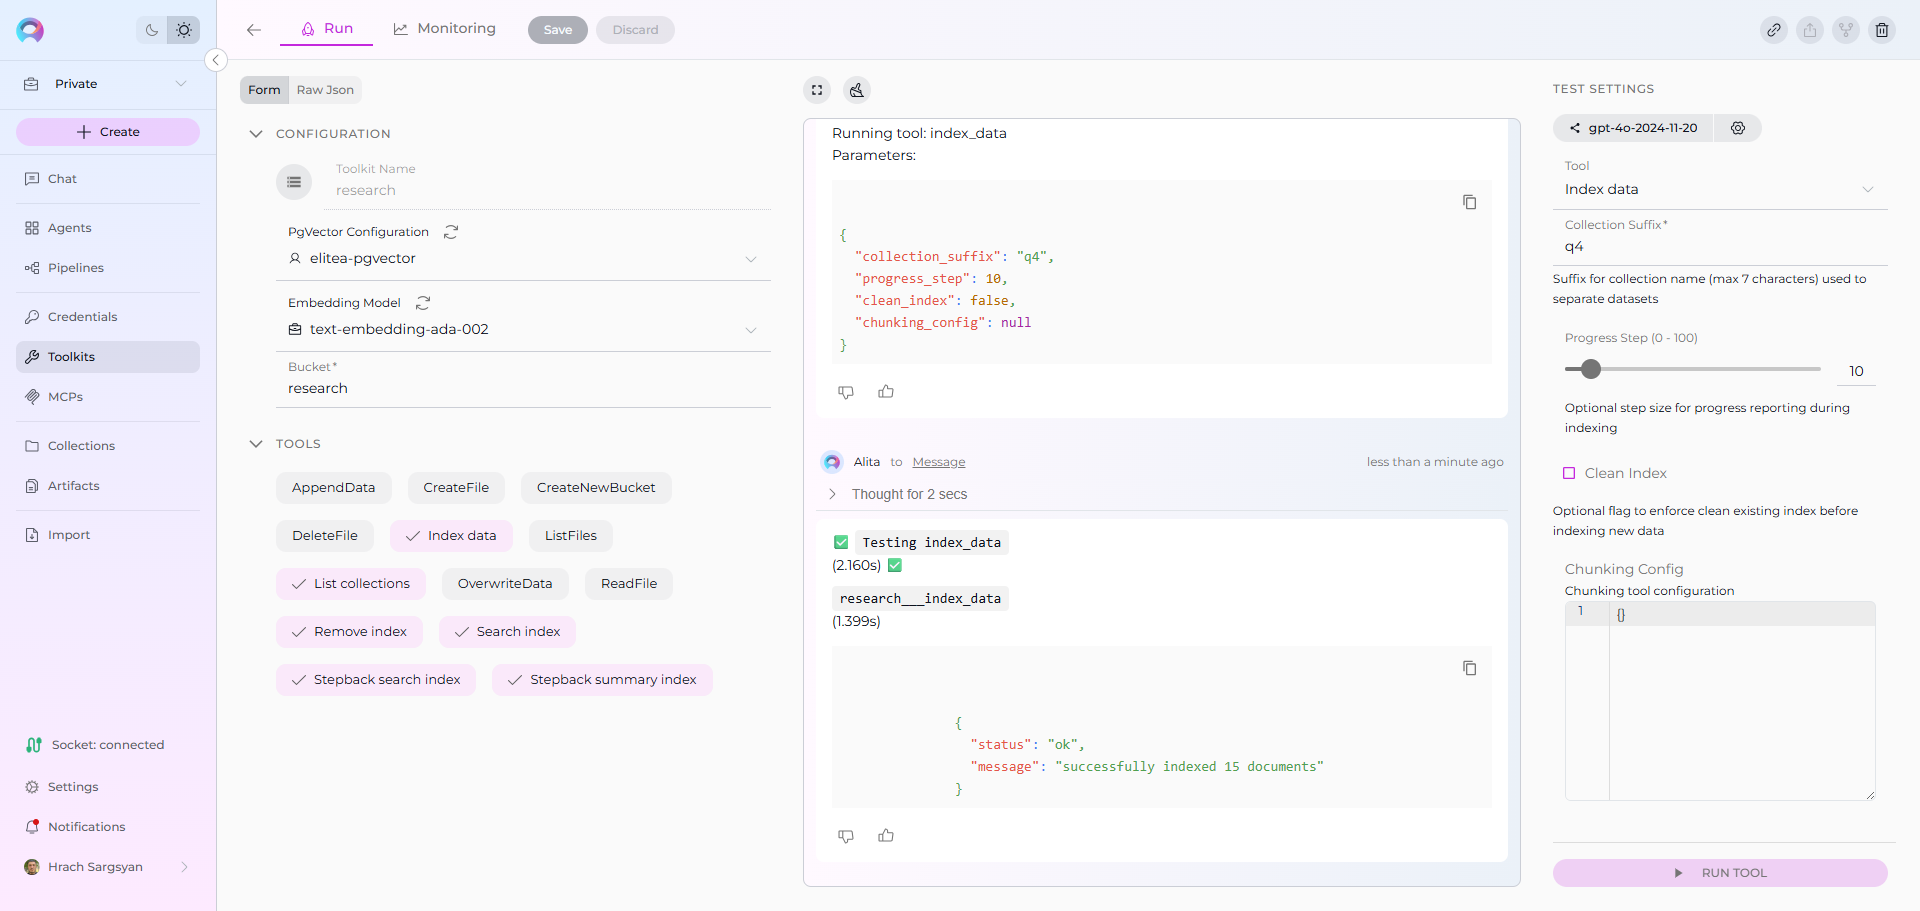 Run
Monitoring
Save
Discard
Private
Create
Chat
Agents
Pipelines
Credentials
Toolkits
MCPs
Collections
Artifacts
Import
Socket: connected
Settings
Notifications
Hrach Sargsyan
Form
Raw Json
CONFIGURATION
Toolkit Name
research
PgVector Configuration
elitea-pgvector
Embedding Model
text-embedding-ada-002
Bucket*
research
TOOLS
AppendData
CreateFile
CreateNewBucket
DeleteFile
Index data
ListFiles
List collections
OverwriteData
ReadFile
Remove index
Search index
Stepback search index
Stepback summary index
Running tool: index_data
Parameters:
{
"collection_suffix": "q4",
"progress_step": 10,
"clean_index": false,
"chunking_config": null
}
Alita to Message
less than a minute ago
Thought for 2 secs
✅ Testing index_data
(2.160s) ✅
research___index_data
(1.399s)
{
"status": "ok",
"message": "successfully indexed 15 documents"
}
TEST SETTINGS
gpt-4o-2024-11-20
Tool
Index data
Collection Suffix*
q4
Suffix for collection name (max 7 characters) used to
separate datasets
Progress Step (0 - 100)
10
Optional step size for progress reporting during
indexing
Clean Index
Optional flag to enforce clean existing index before
indexing new data
Chunking Config
Chunking tool configuration
1 {}
RUN TOOL